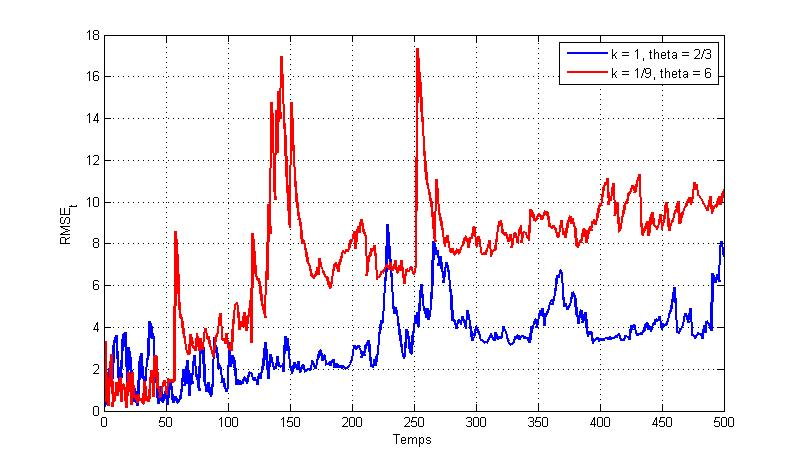 18
16
14
12
10
8
6
4
2
0
RMSE_t
k = 1, theta = 2/3
k = 1/9, theta = 6
0 50 100 150 200 250 300 350 400 450 500
Temps